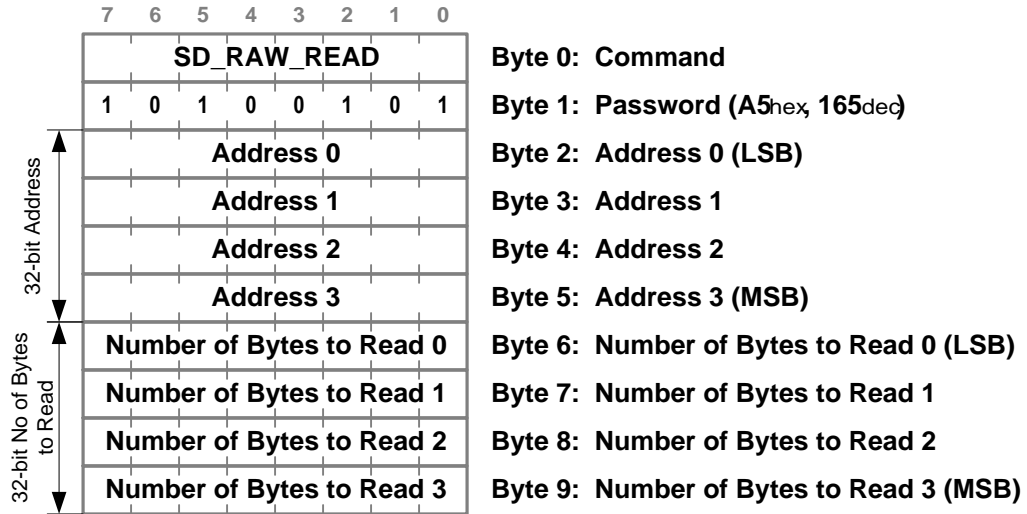 7 6 5 4 3 2 1 0
SD_RAW_READ Byte 0: Command
1 0 1 0 0 1 0 1 Byte 1: Password (A5hex, 165dec)
32-bit Address
Address 0 Byte 2: Address 0 (LSB)
Address 1 Byte 3: Address 1
Address 2 Byte 4: Address 2
Address 3 Byte 5: Address 3 (MSB)
32-bit No of Bytes
to Read
Number of Bytes to Read 0 Byte 6: Number of Bytes to Read 0 (LSB)
Number of Bytes to Read 1 Byte 7: Number of Bytes to Read 1
Number of Bytes to Read 2 Byte 8: Number of Bytes to Read 2
Number of Bytes to Read 3 Byte 9: Number of Bytes to Read 3 (MSB)